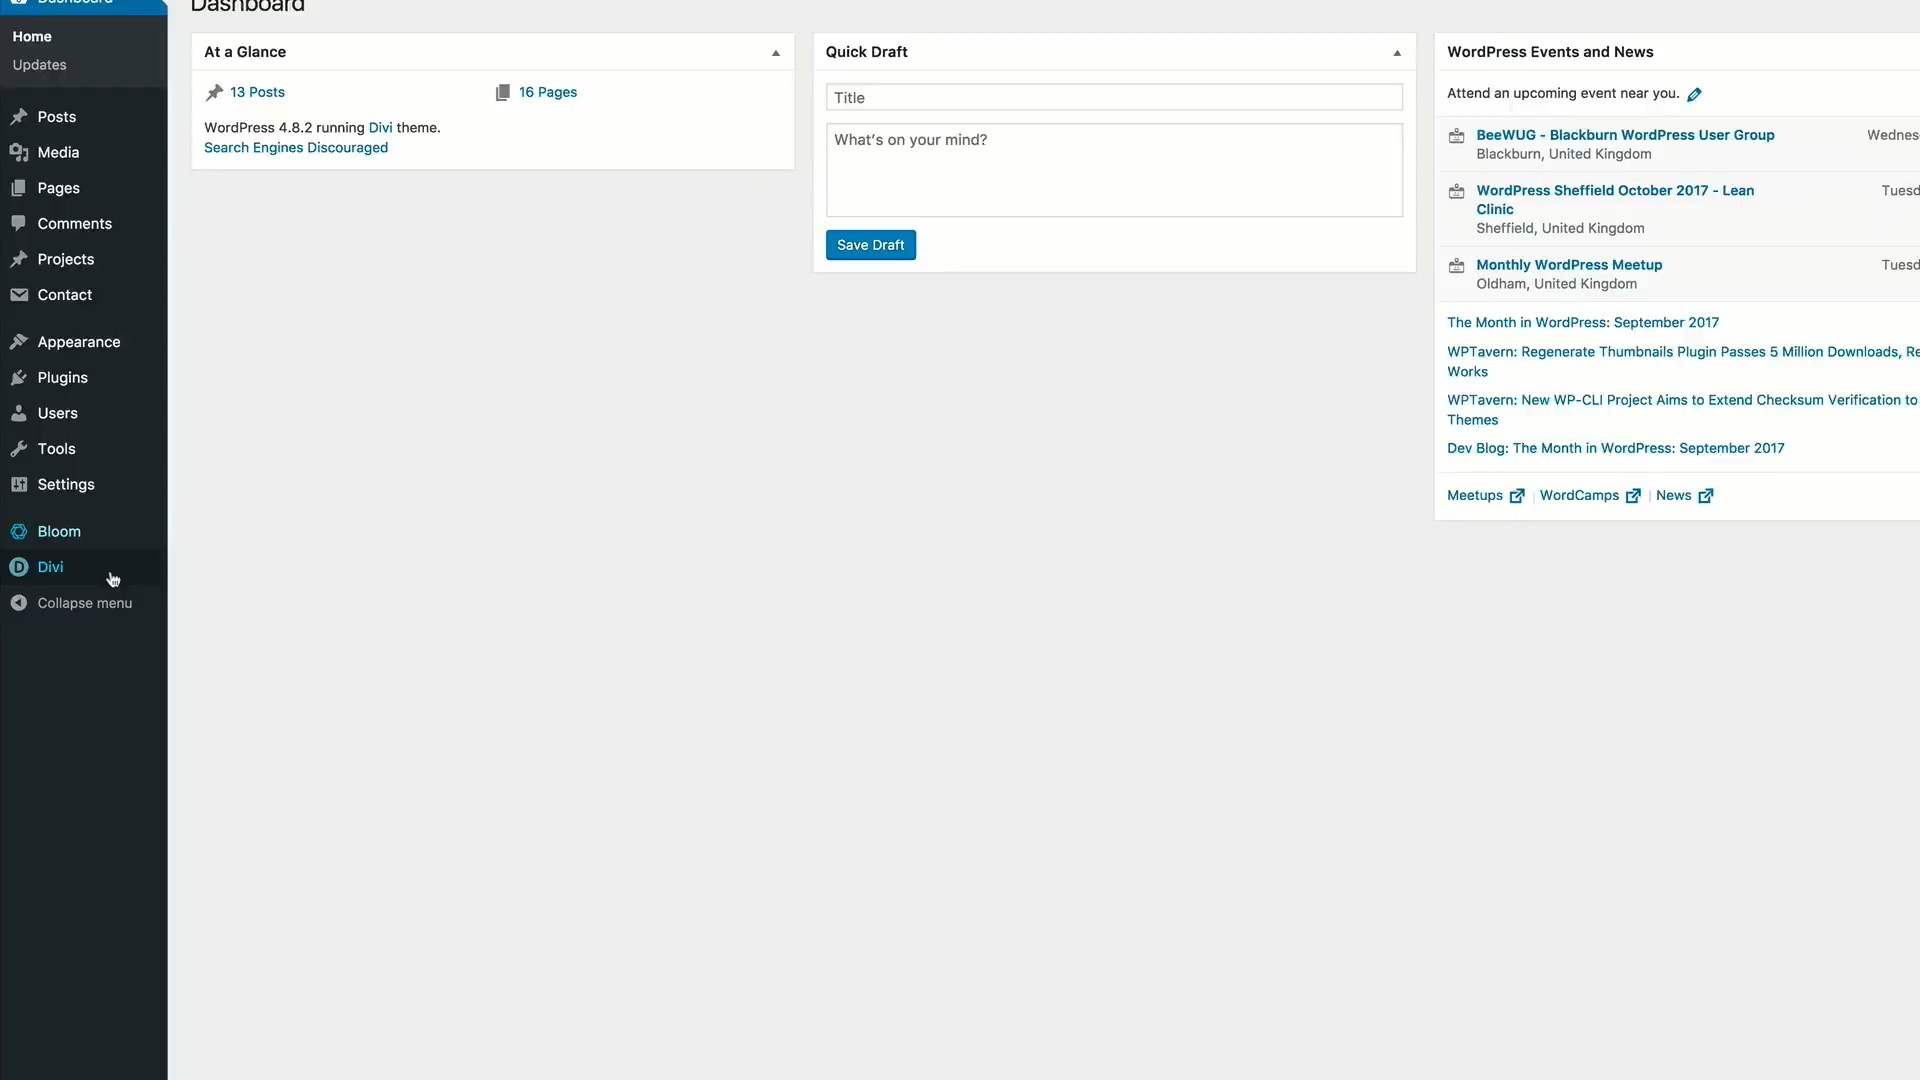 Dashboard
Home
Updates
Posts
Media
Pages
Comments
Projects
Contact
Appearance
Plugins
Users
Tools
Settings
Bloom
Divi
Collapse menu
Dashboard
At a Glance
13 Posts
16 Pages
WordPress 4.8.2 running Divi theme.
Search Engines Discouraged
Quick Draft
Title
What's on your mind?
Save Draft
WordPress Events and News
Attend an upcoming event near you.
BeeWUG - Blackburn WordPress User Group
Blackburn, United Kingdom
Wednes
WordPress Sheffield October 2017 - Lean
Clinic
Sheffield, United Kingdom
Tuesd
Monthly WordPress Meetup
Oldham, United Kingdom
Tuesd
The Month in WordPress: September 2017
WPTavern: Regenerate Thumbnails Plugin Passes 5 Million Downloads, Re
Works
WPTavern: New WP-CLI Project Aims to Extend Checksum Verification to
Themes
Dev Blog: The Month in WordPress: September 2017
Meetups | WordCamps | News